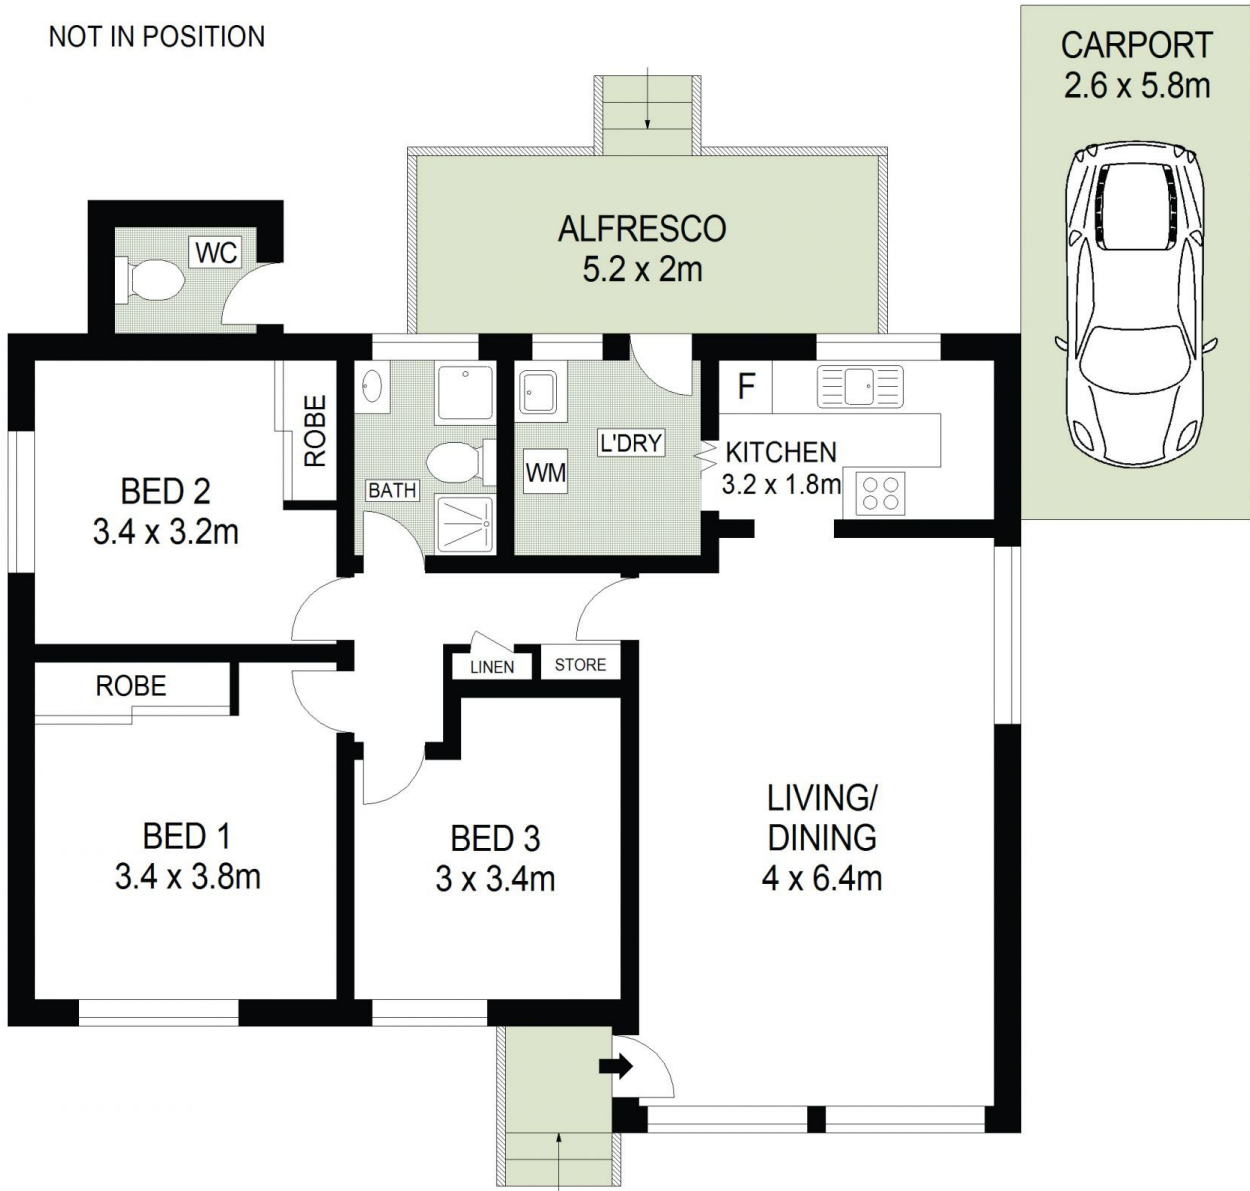 NOT IN POSITION
CARPORT
2.6 x 5.8m
ALFRESCO
5.2 x 2m
WC
ROBE
BED 2
3.4 x 3.2m
BATH
WM
L'DRY
F
KITCHEN
3.2 x 1.8m
LINEN
STORE
ROBE
BED 1
3.4 x 3.8m
BED 3
3 x 3.4m
LIVING/
DINING
4 x 6.4m